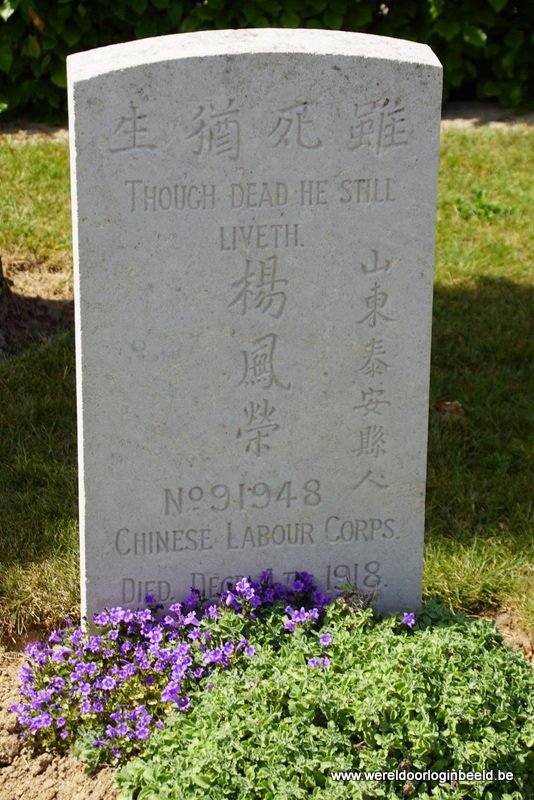 雖死猶生
THOUGH DEAD HE STILL
LIVETH.
山東泰安縣人
楊鳳榮
No 91948
CHINESE LABOUR CORPS.
DIED. DEC 4TH 1918.
www.wereldoorloginbeeld.be